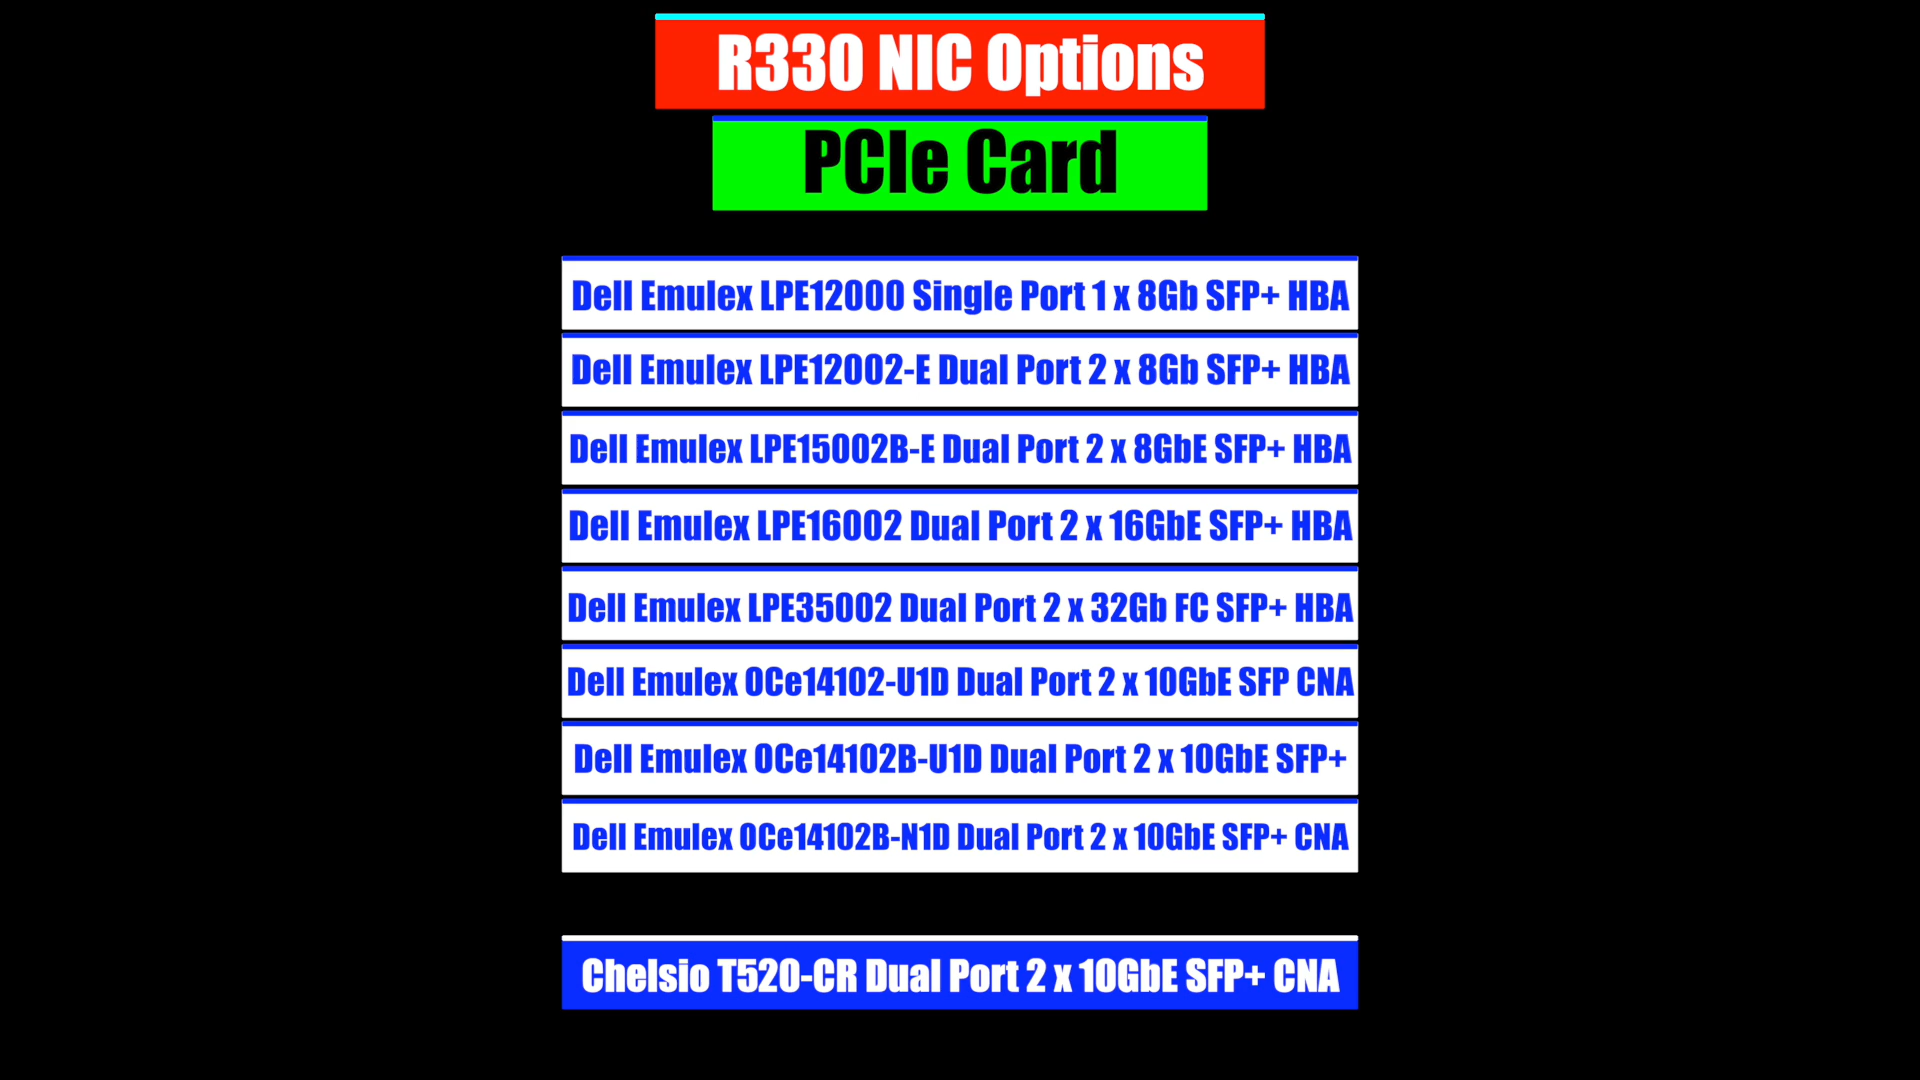 R330 NIC Options
PCIe Card
Dell Emulex LPE12000 Single Port 1 x 8Gb SFP+ HBA
Dell Emulex LPE12002-E Dual Port 2 x 8Gb SFP+ HBA
Dell Emulex LPE15002B-E Dual Port 2 x 8GbE SFP+ HBA
Dell Emulex LPE16002 Dual Port 2 x 16GbE SFP+ HBA
Dell Emulex LPE35002 Dual Port 2 x 32Gb FC SFP+ HBA
Dell Emulex OCe14102-U1D Dual Port 2 x 10GbE SFP CNA
Dell Emulex OCe14102B-U1D Dual Port 2 x 10GbE SFP+
Dell Emulex OCe14102B-N1D Dual Port 2 x 10GbE SFP+ CNA
Chelsio T520-CR Dual Port 2 x 10GbE SFP+ CNA